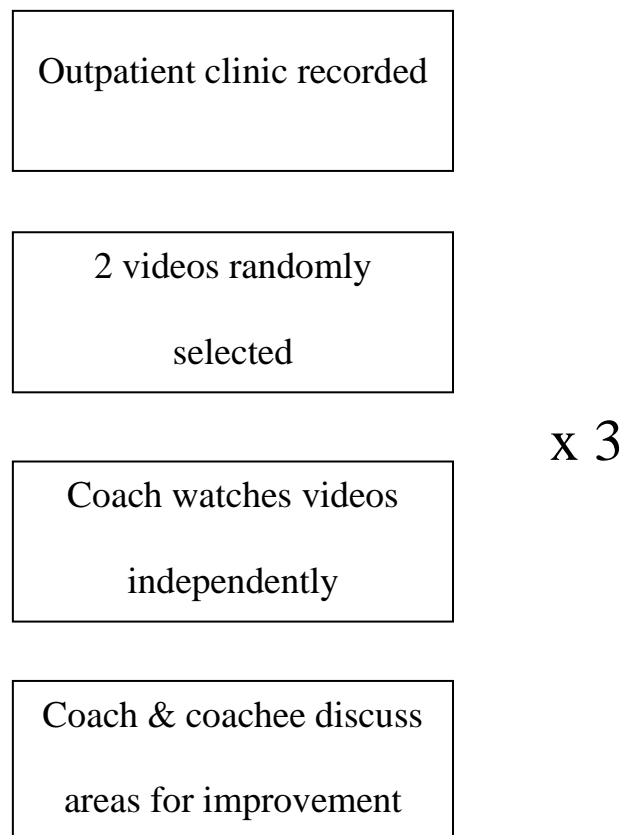 Outpatient clinic recorded
2 videos randomly
selected
x 3
Coach watches videos
independently
Coach & coachee discuss
areas for improvement